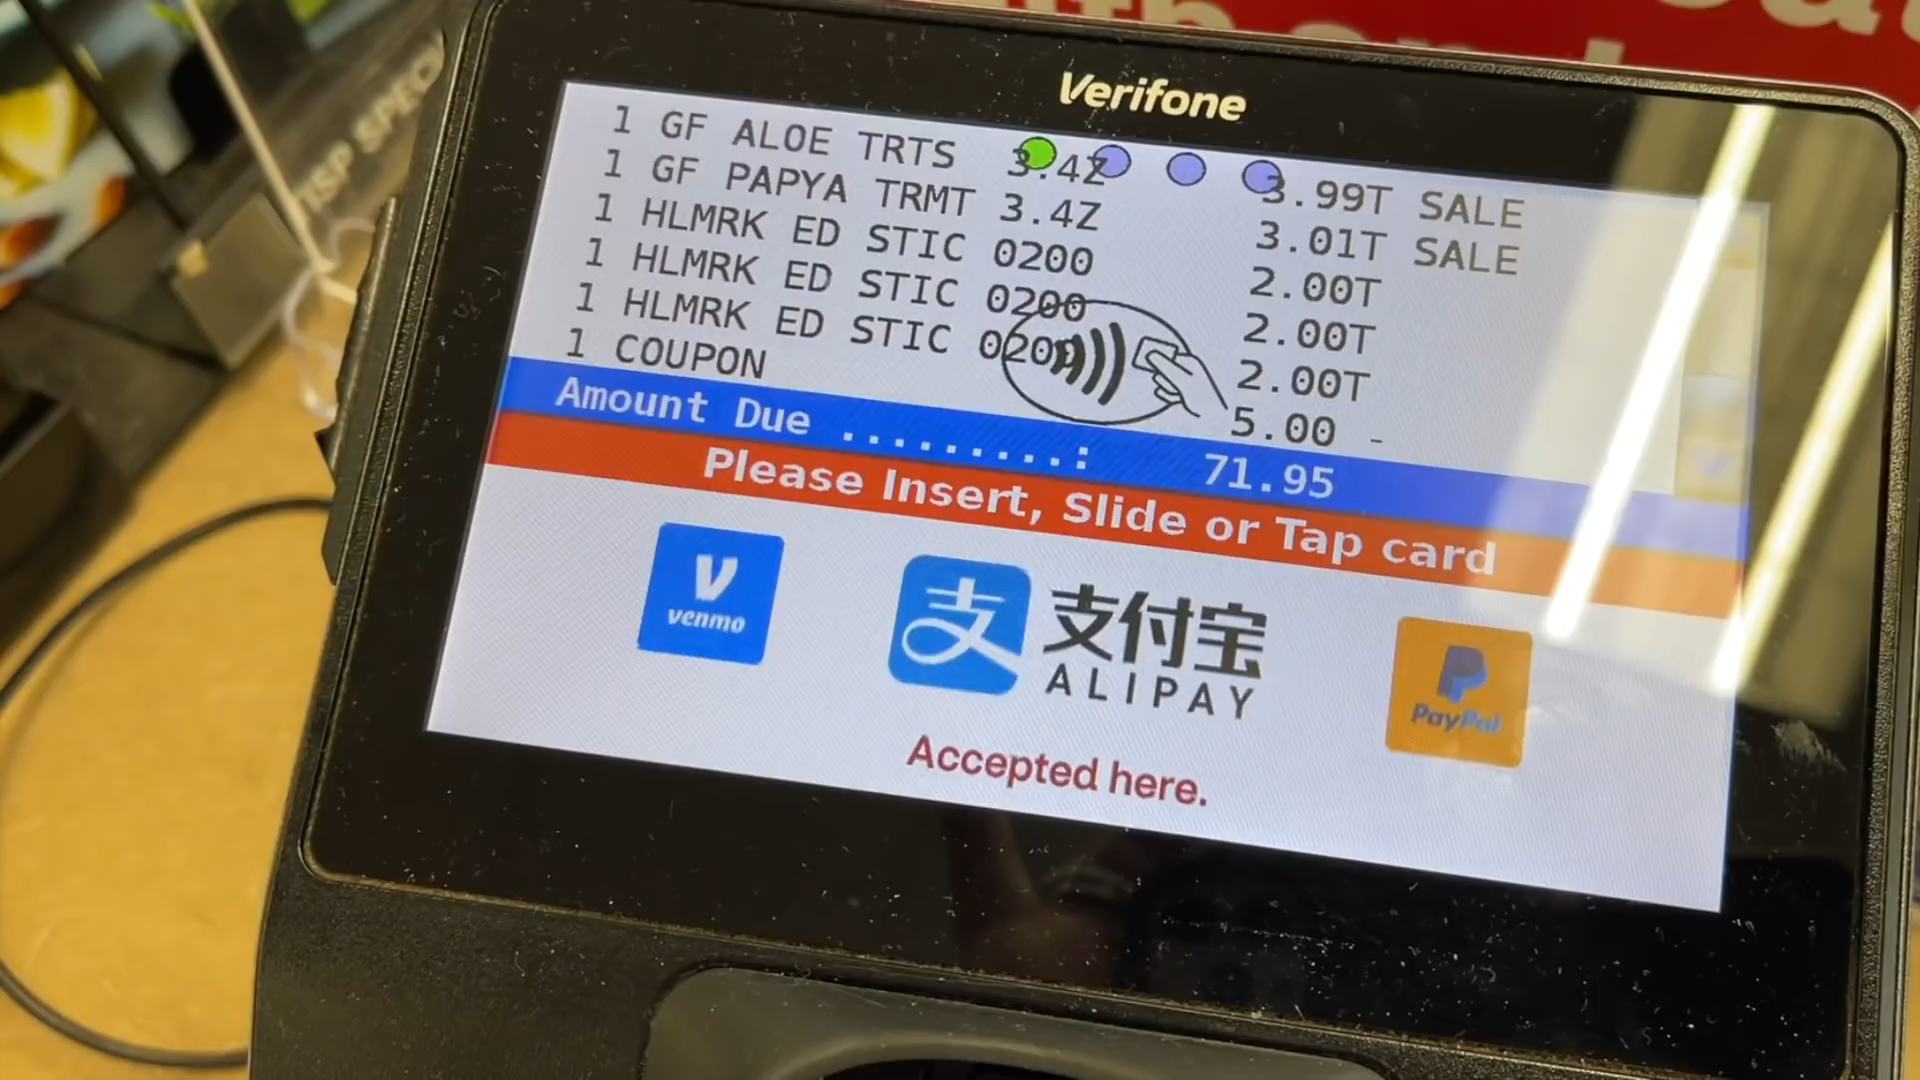 Verifone
1 GF ALOE TRTS 3.4Z 3.99T SALE
1 GF PAPYA TRMT 3.4Z 3.01T SALE
1 HLMRK ED STIC 0200 2.00T
1 HLMRK ED STIC 0200 2.00T
1 HLMRK ED STIC 0200 2.00T
1 COUPON 5.00 -
Amount Due ........: 71.95
Please Insert, Slide or Tap card
venmo
支 支付宝
ALIPAY
PayPal
Accepted here.